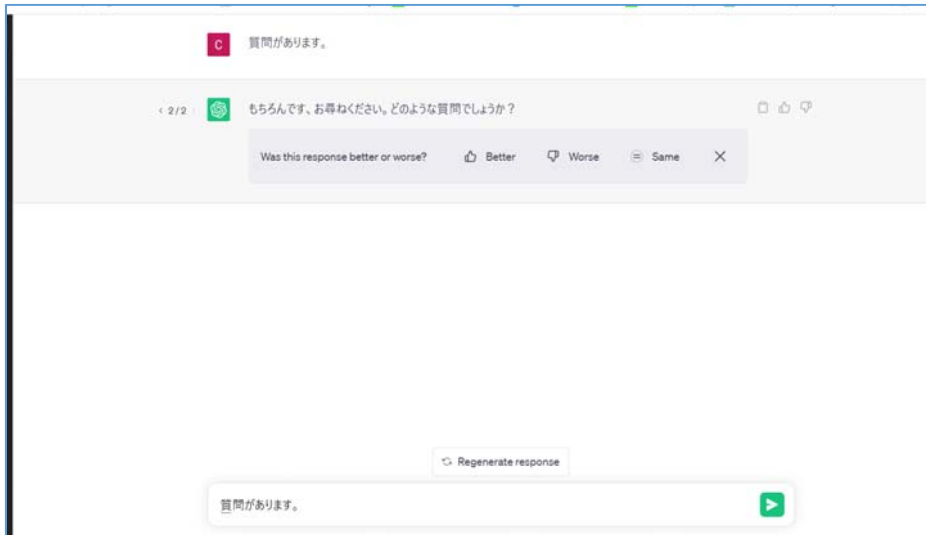 C 質問があります。
< 2/2 もちろんです、お尋ねください。どのような質問でしょうか？
Was this response better or worse? Better Worse Same
Regenerate response
質問があります。